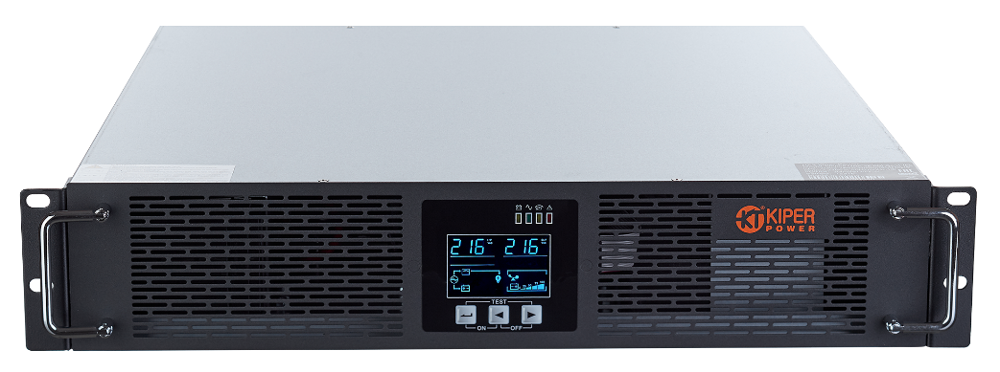 KIPER
POWER
216 216
TEST
ON OFF